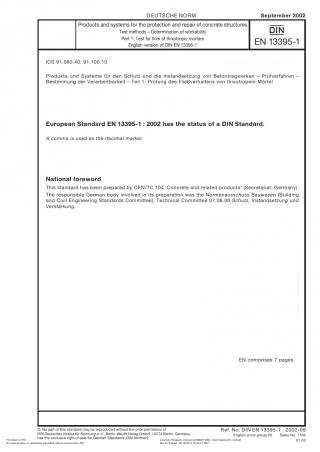 DEUTSCHE NORM
September 2002
Products and systems for the protection and repair of concrete structures
Test methods – Determination of workability
Part 1: Test for flow of thixotropic mortars
English version of DIN EN 13395-1
DIN
EN 13395-1
ICS 91.080.40; 91.100.10
Produkte und Systeme für den Schutz und die Instandsetzung von Betontragwerken – Prüfverfahren –
Bestimmung der Verarbeitbarkeit – Teil 1: Prüfung des Fließverhaltens von thixotropem Mörtel
European Standard EN 13395-1 : 2002 has the status of a DIN Standard.
A comma is used as the decimal marker.
National foreword
This standard has been prepared by CEN/TC 104 ‘Concrete and related products’ (Secretariat: Germany).
The responsible German body involved in its preparation was the Normenausschuss Bauwesen (Building
and Civil Engineering Standards Committee), Technical Committee 07.06.00 Schutz, Instandsetzung und
Verstärkung.
EN comprises 7 pages.
© No part of this standard may be reproduced without the prior permission of
DIN Deutsches Institut für Normung e. V., Berlin. Beuth Verlag GmbH, 10772 Berlin, Germany,
has the exclusive right of sale for German Standards (DIN-Normen).
Ref. No. DIN EN 13395-1 : 2002-09
English price group 09 Sales No. 1109
01.03